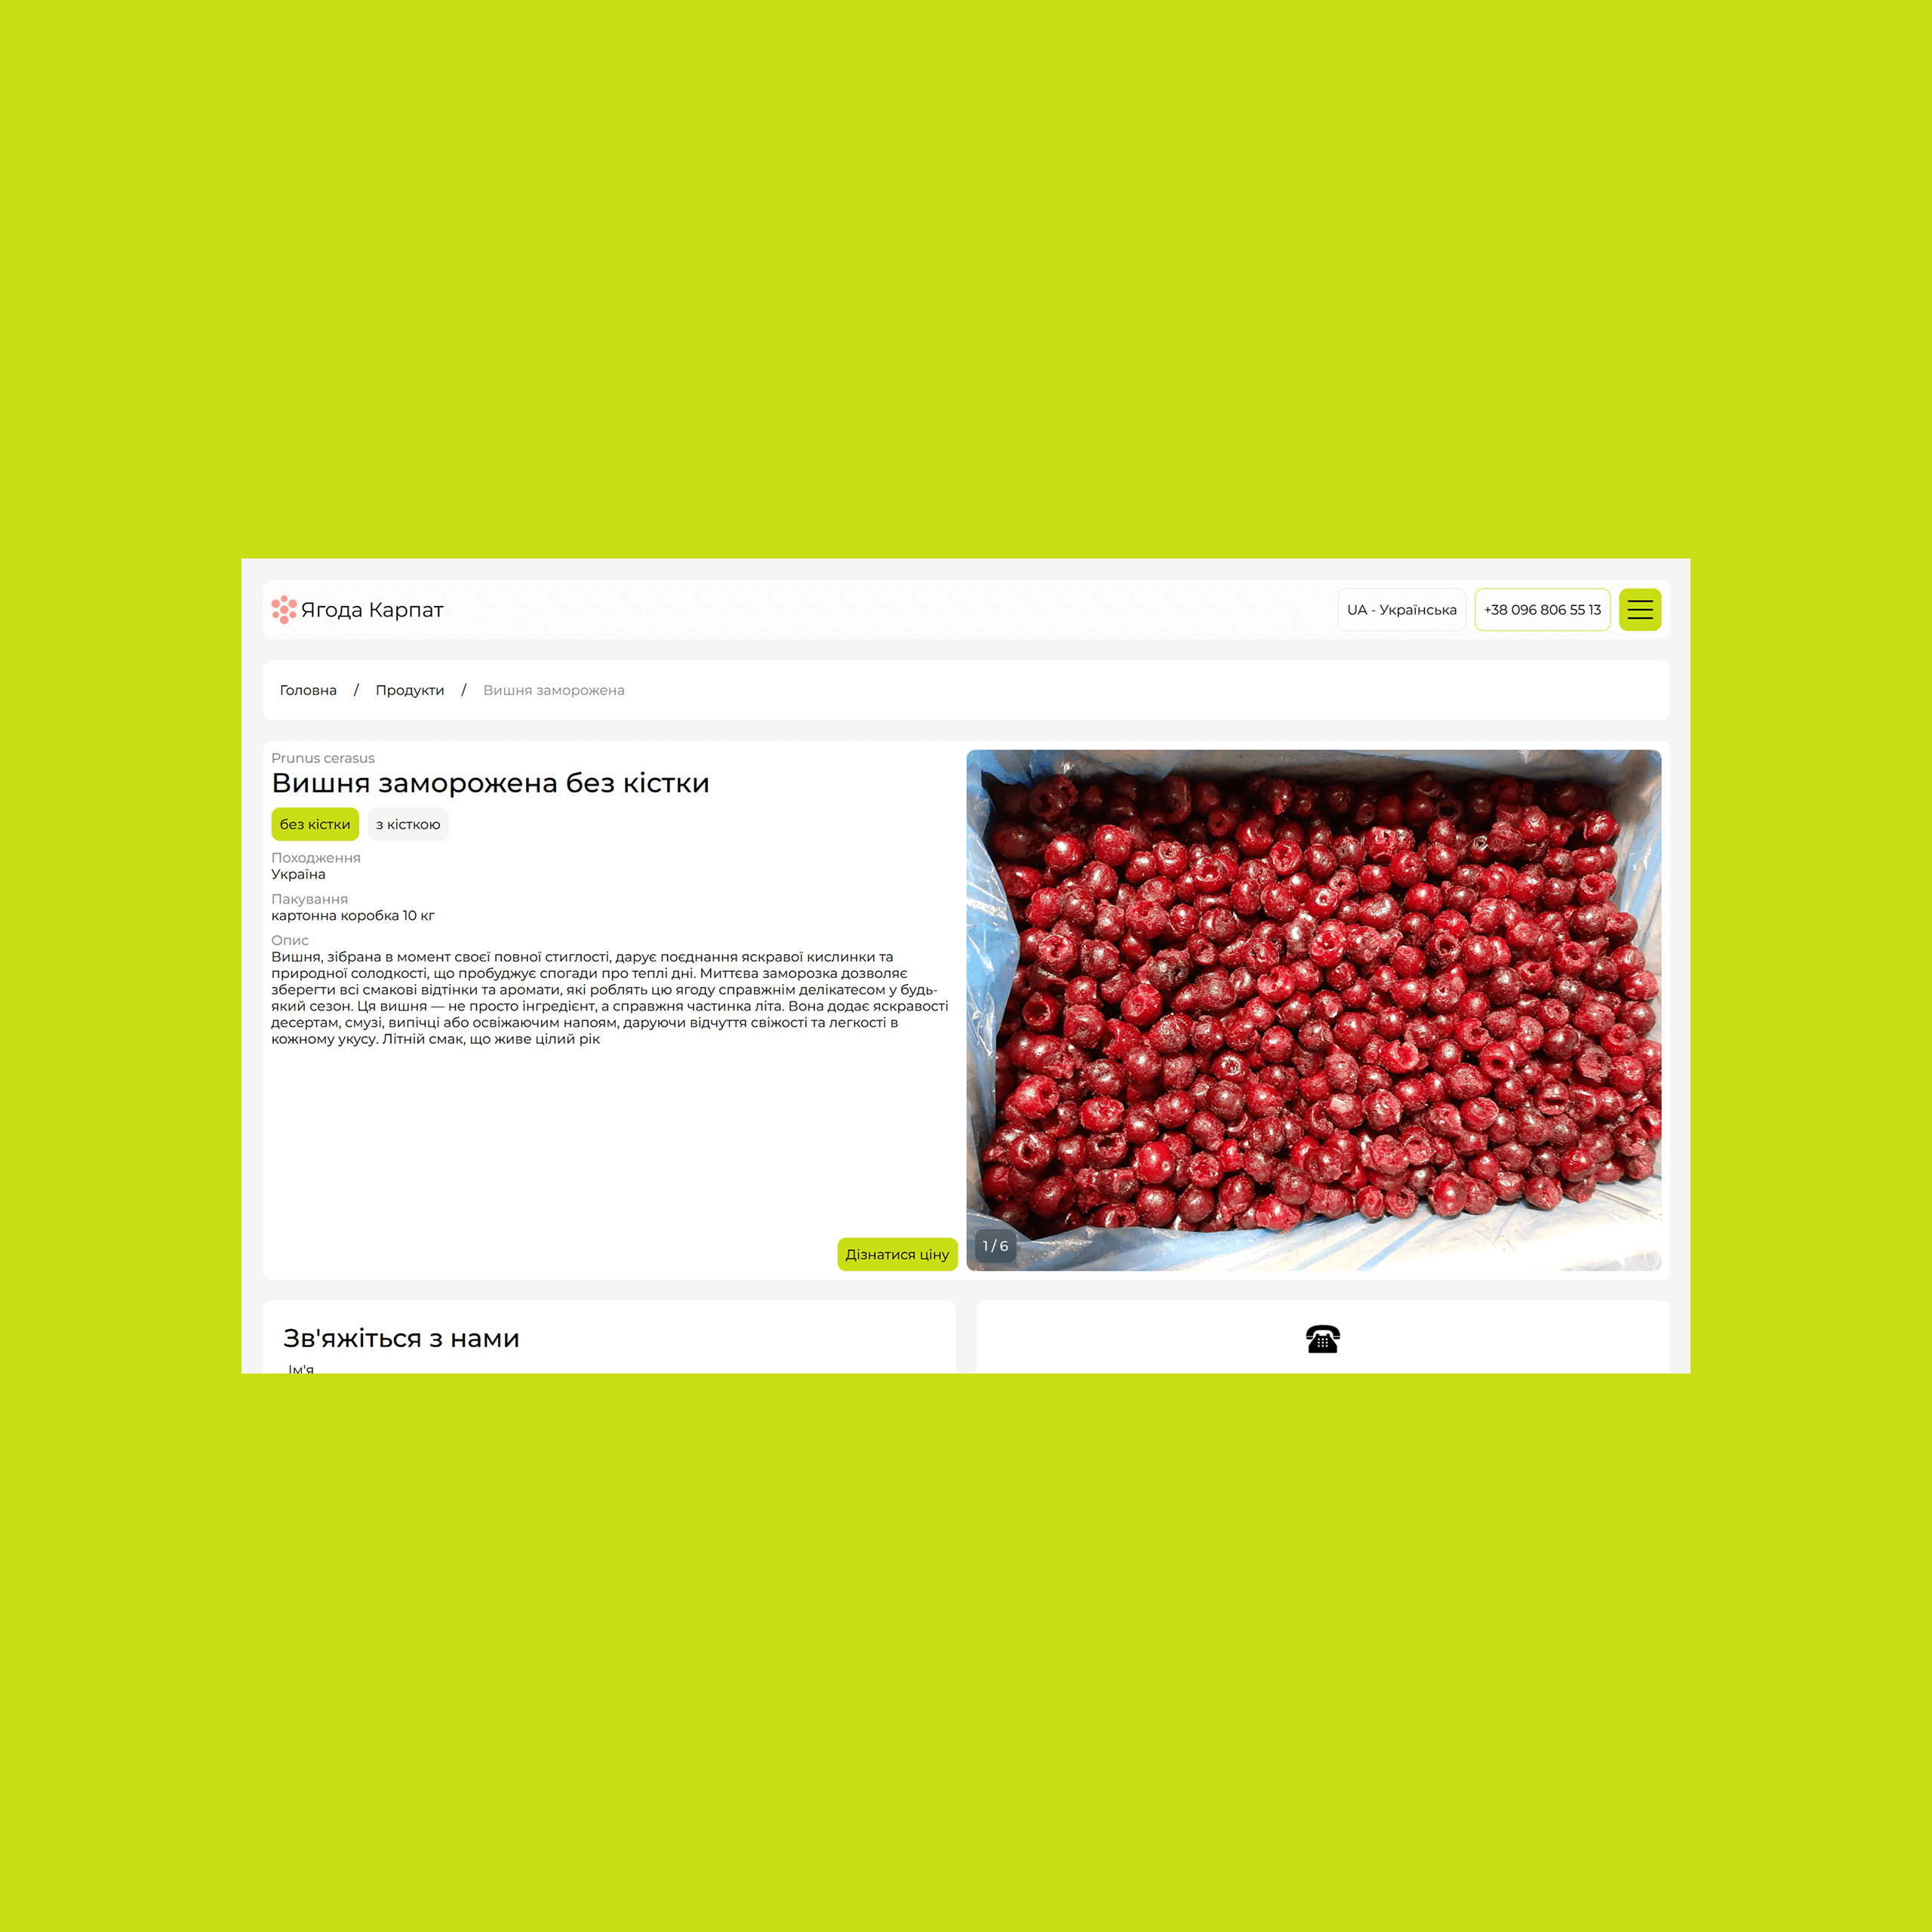 Ягода Карпат
UA - Українська
+38 096 806 55 13
Головна / Продукти / Вишня заморожена
Prunus cerasus
Вишня заморожена без кістки
без кістки
з кісткою
Походження
Україна
Пакування
картонна коробка 10 кг
Опис
Вишня, зібрана в момент своєї повної стиглості, дарує поєднання яскравої кислинки та
природної солодкості, що пробуджує спогади про теплі дні. Миттєва заморозка дозволяє
зберегти всі смакові відтінки та аромати, які роблять цю ягоду справжнім делікатесом у будь-
який сезон. Ця вишня — не просто інгредієнт, а справжня частинка літа. Вона додає яскравості
десертам, смузі, випічці або освіжаючим напоям, даруючи відчуття свіжості та легкості в
кожному укусу. Літній смак, що живе цілий рік
Дізнатися ціну
1 / 6
Зв'яжіться з нами
Ім'я